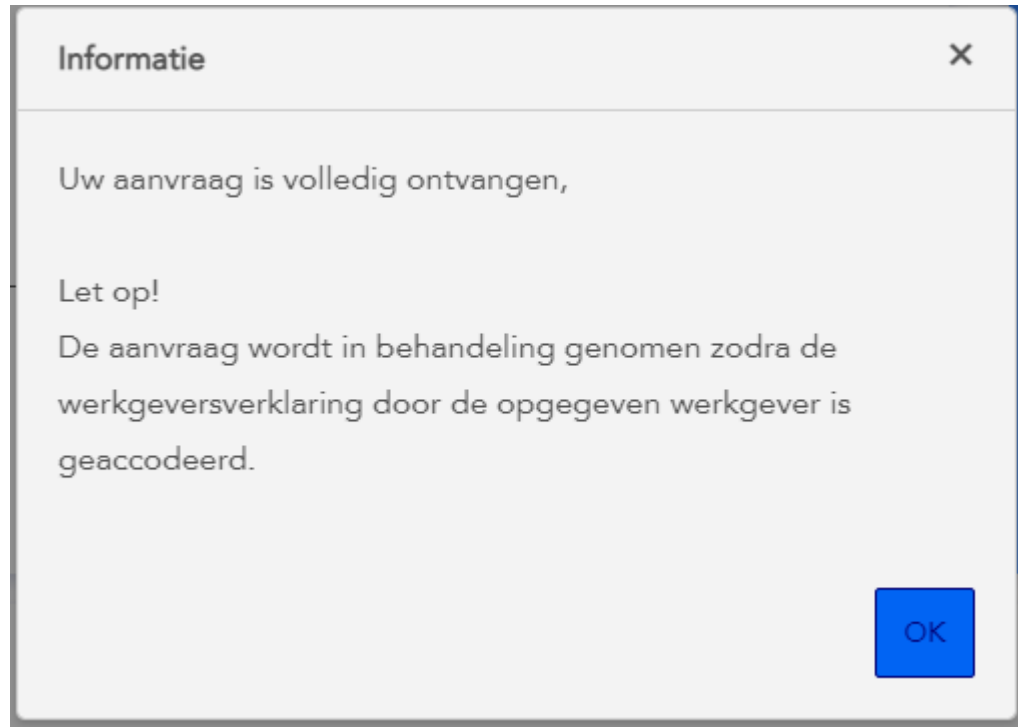 Informatie
Uw aanvraag is volledig ontvangen,
Let op!
De aanvraag wordt in behandeling genomen zodra de
werkgeversverklaring door de opgegeven werkgever is
geaccodeerd.
OK